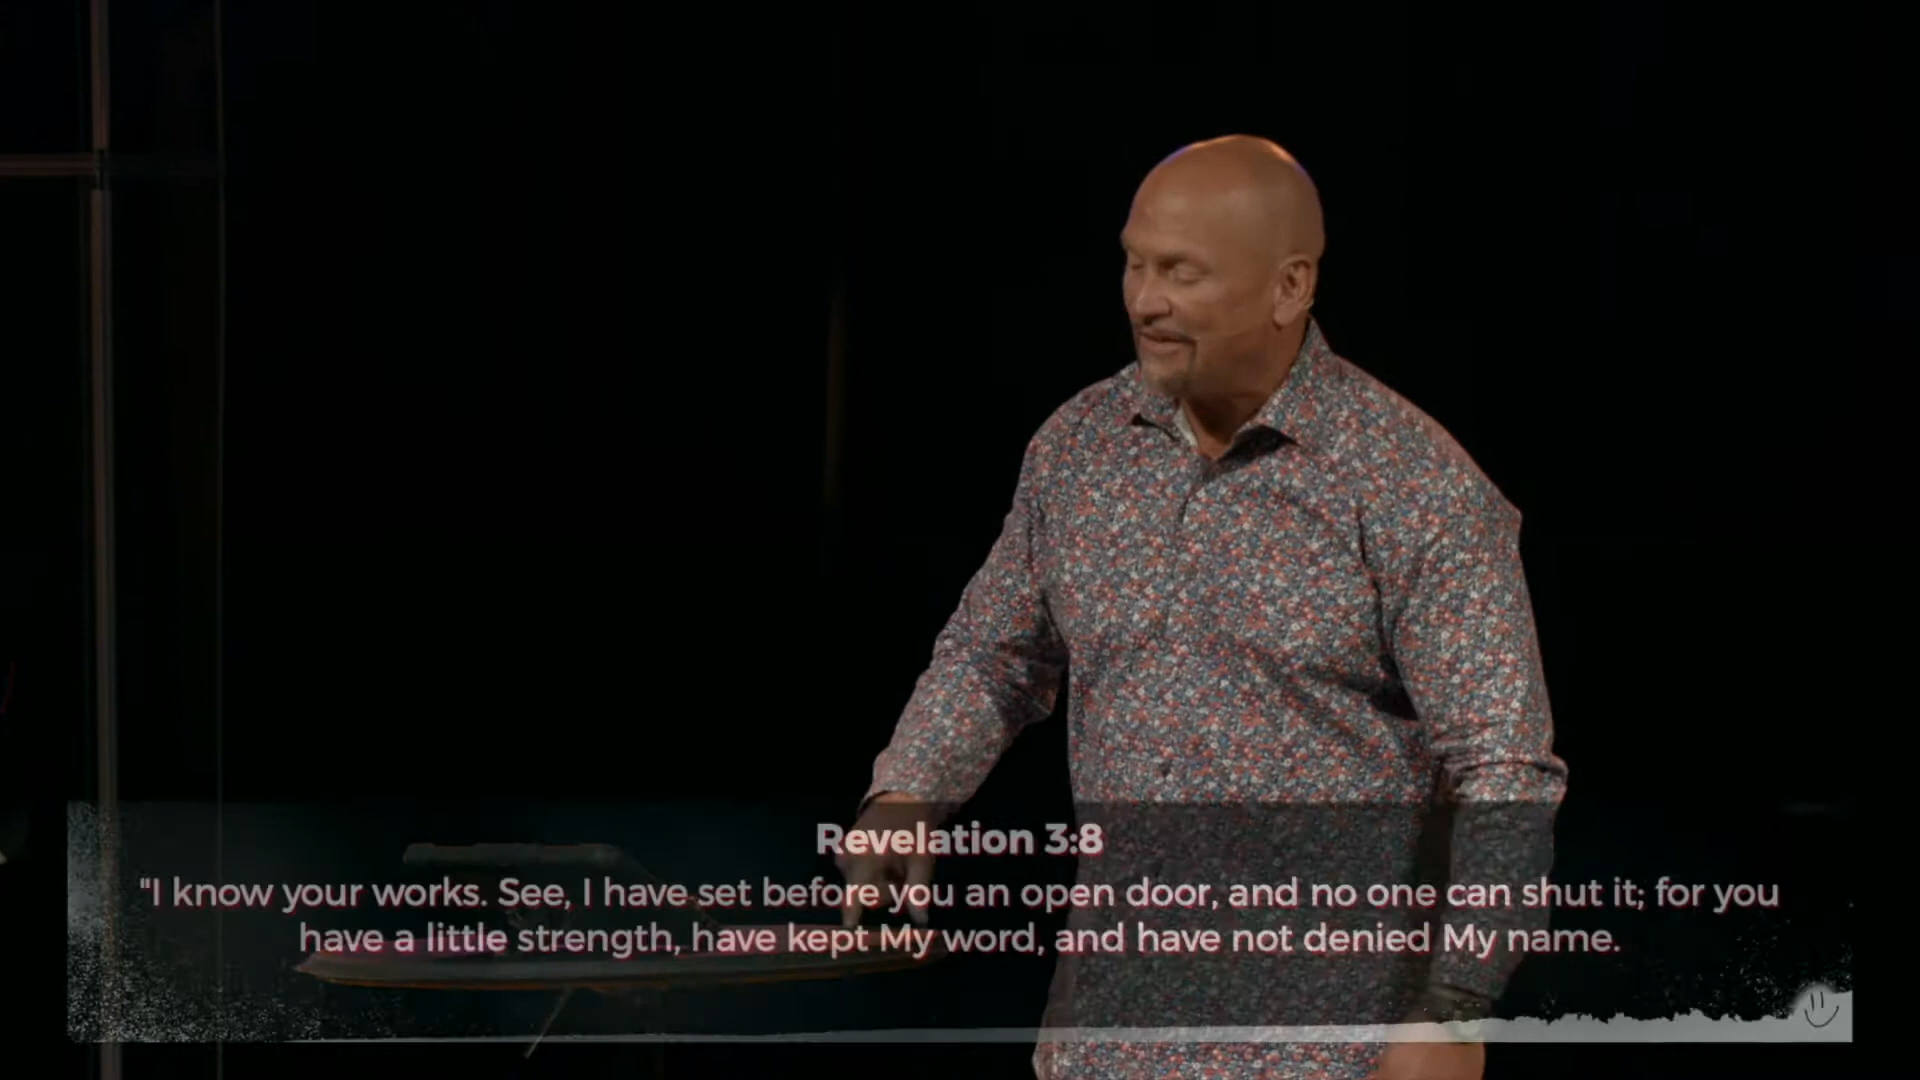 Revelation 3:8
"I know your works. See, I have set before you an open door, and no one can shut it; for you
have a little strength, have kept My word, and have not denied My name.